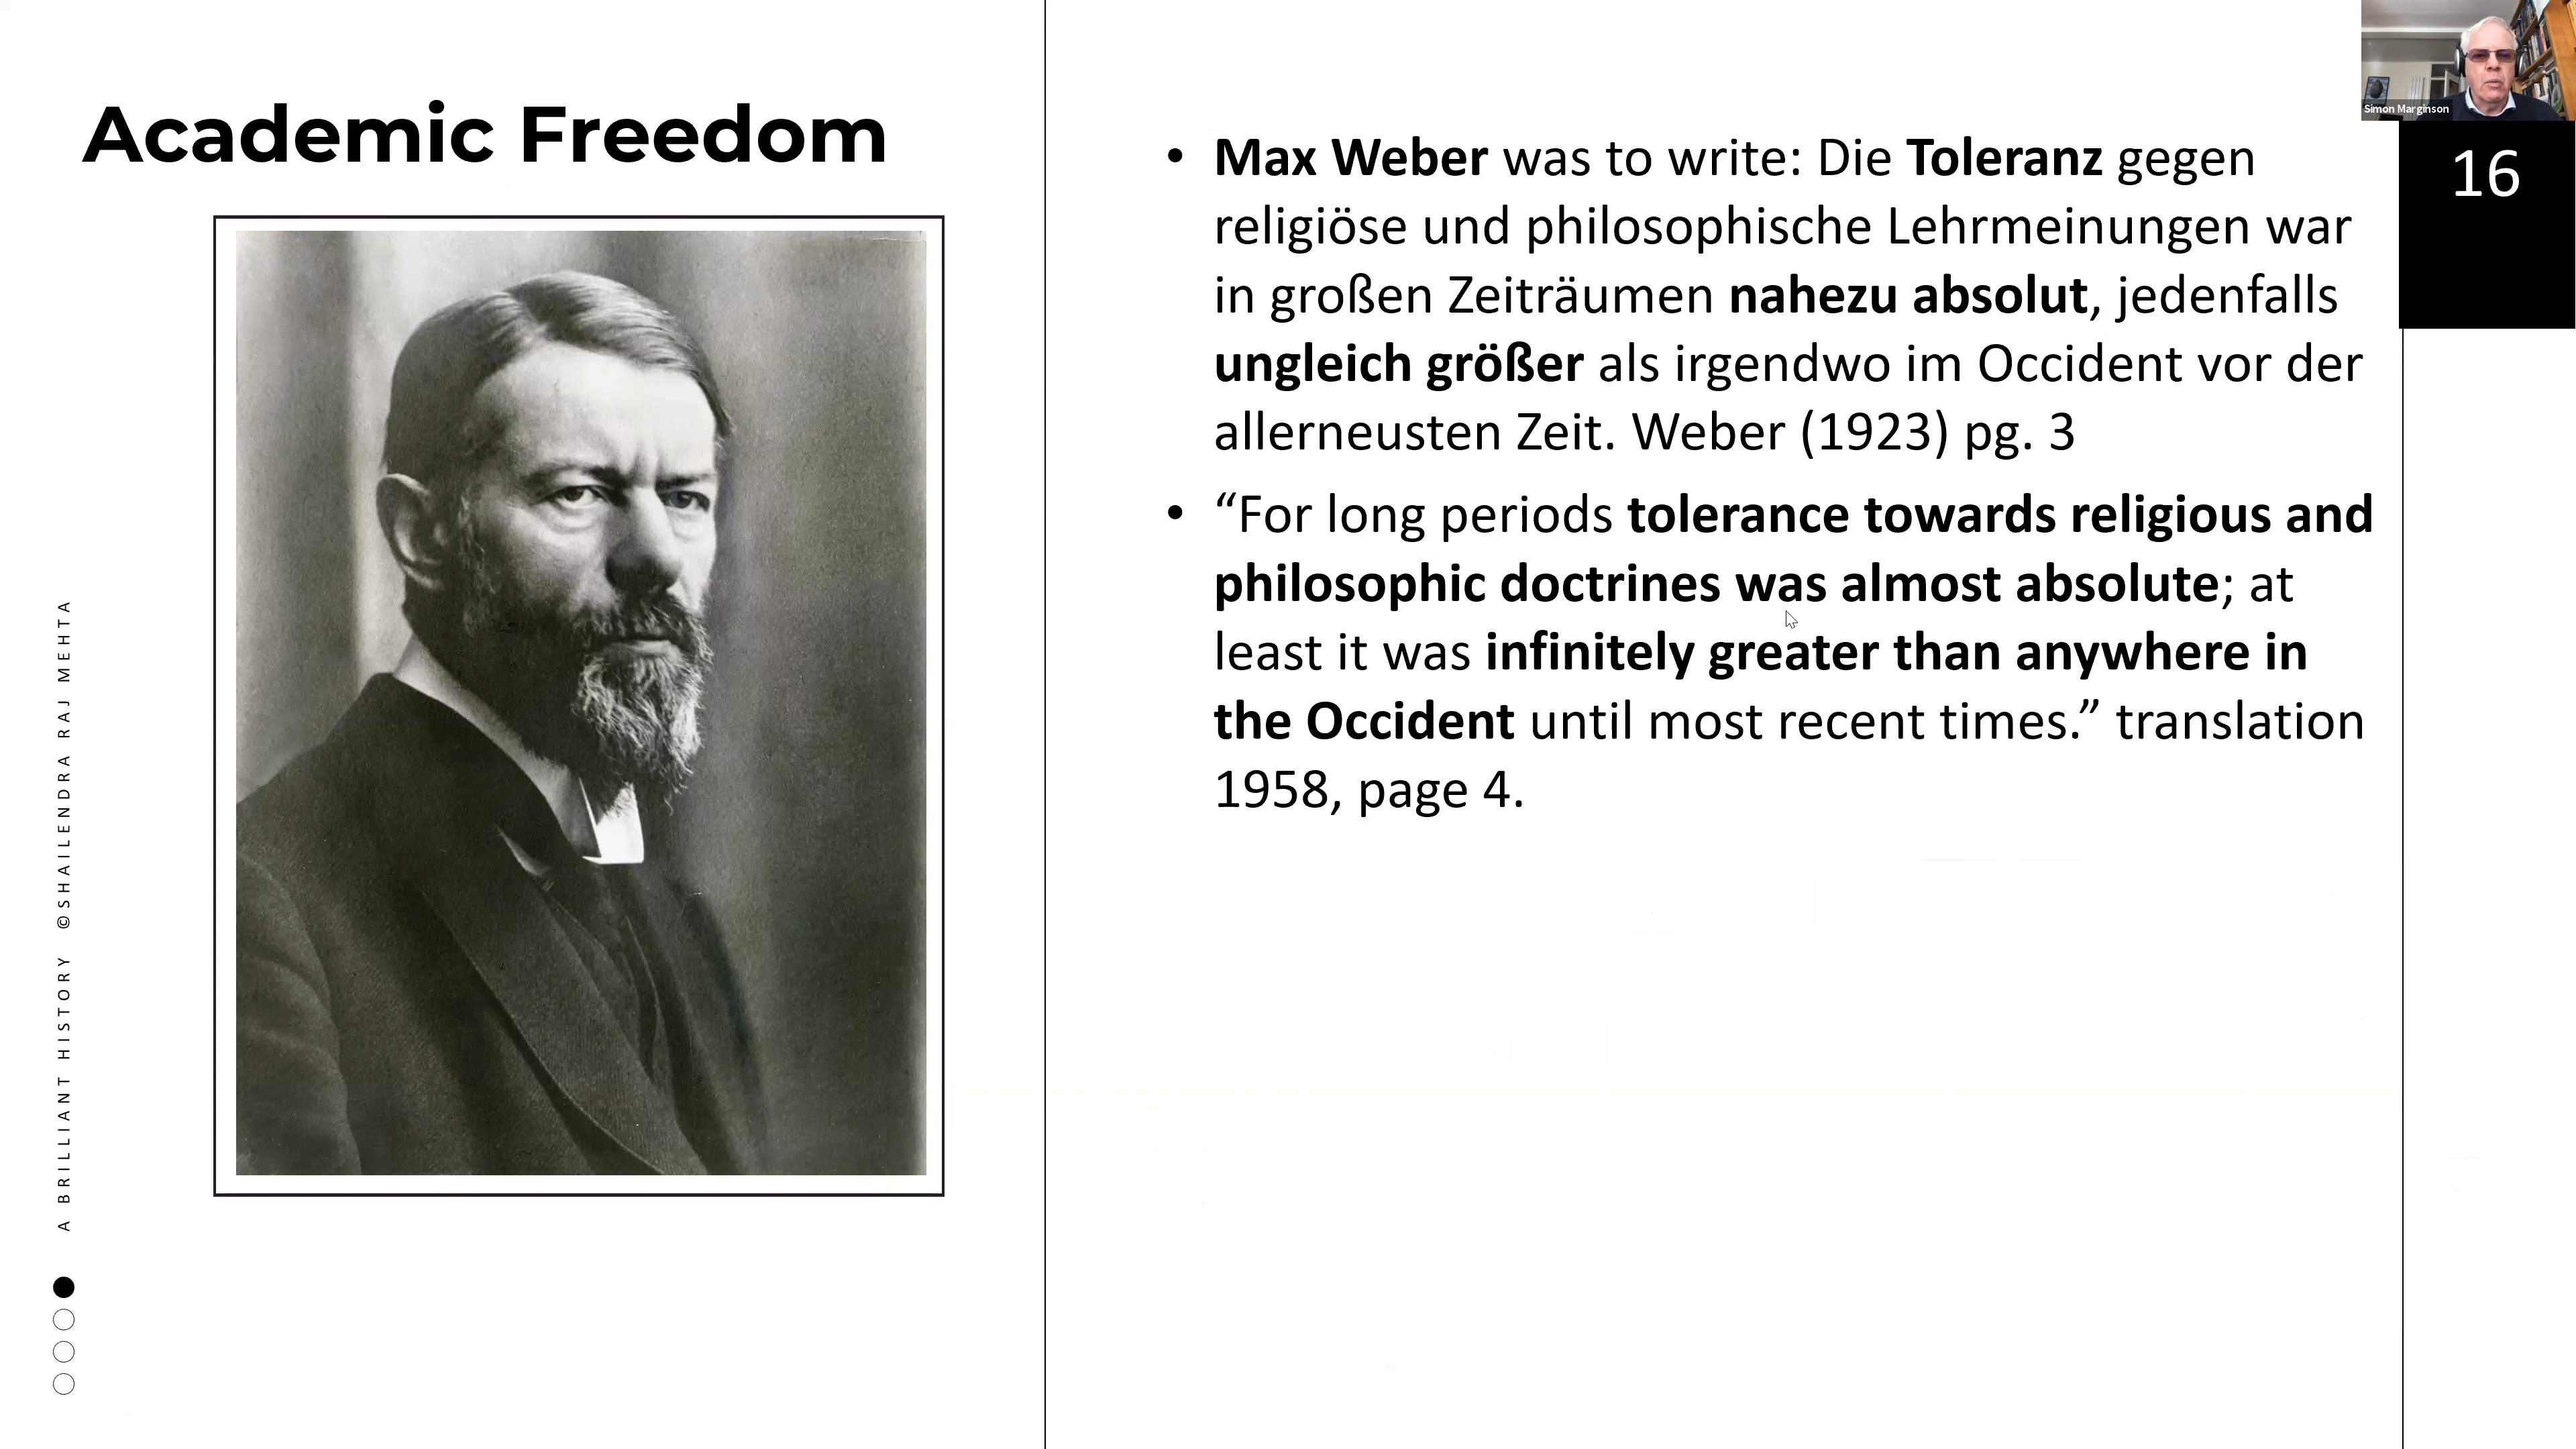 Academic Freedom
Simon Marginson
16
• Max Weber was to write: Die Toleranz gegen
religiöse und philosophische Lehrmeinungen war
in großen Zeiträumen nahezu absolut, jedenfalls
ungleich größer als irgendwo im Occident vor der
allerneusten Zeit. Weber (1923) pg. 3
• “For long periods tolerance towards religious and
philosophic doctrines was almost absolute; at
least it was infinitely greater than anywhere in
the Occident until most recent times.” translation
1958, page 4.
A BRILLIANT HISTORY ©SHAILENDRA RAJ MEHTA